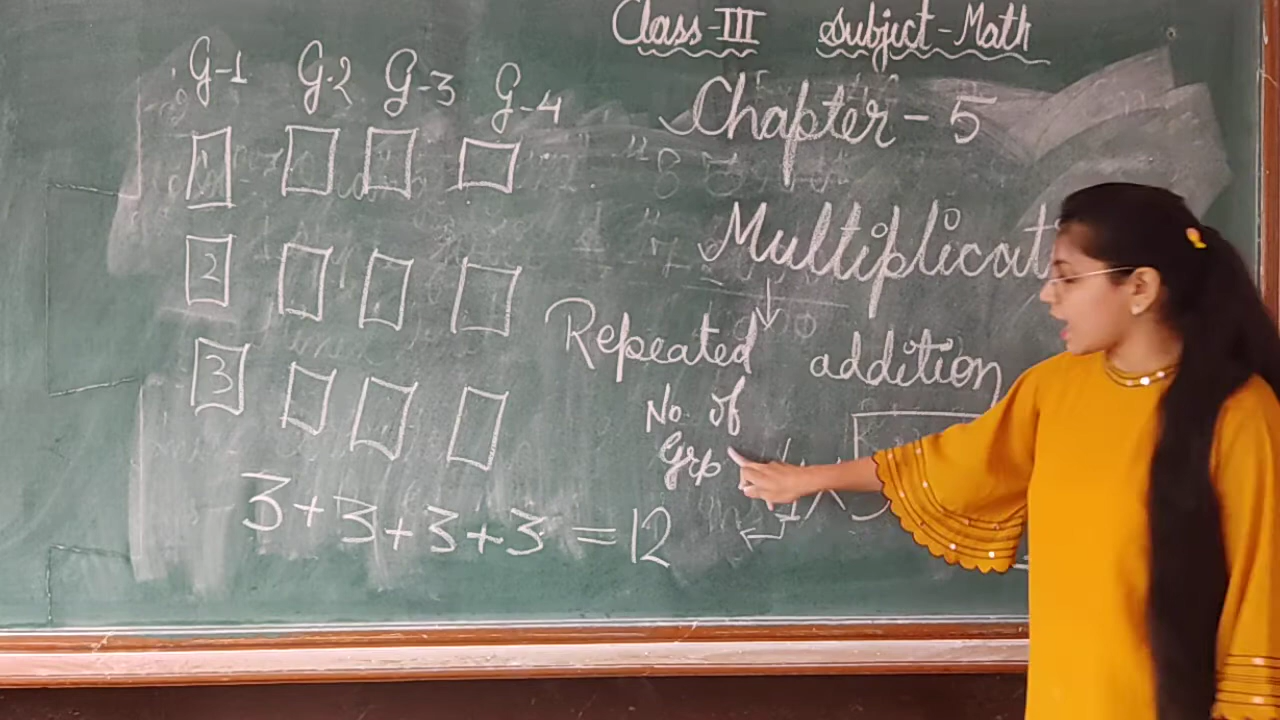 Class-III Subject-Math
G-1 G-2 G-3 G-4
Chapter-5
1
Multiplicati
2
Repeated addition
3
No. of
Grp
3+3+3+3=12